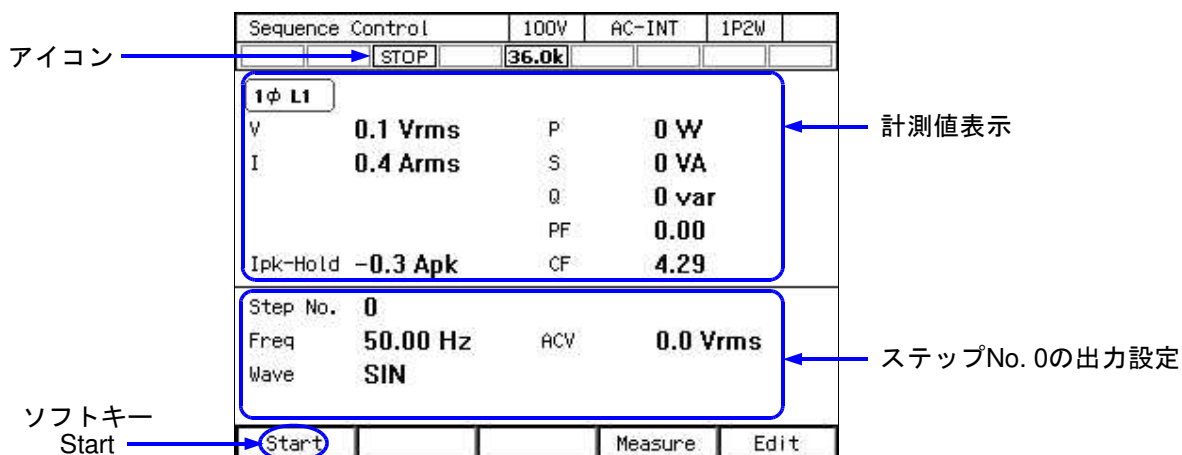 Sequence Control 100V AC-INT 1P2W
アイコン STOP 36.0k
1φ L1
V 0.1 Vrms P 0 W 計測値表示
I 0.4 Arms S 0 VA
Q 0 var
PF 0.00
Ipk-Hold -0.3 Apk CF 4.29
Step No. 0
Freq 50.00 Hz ACV 0.0 Vrms
ステップNo. 0の出力設定
Wave SIN
ソフトキー
Start Start Measure Edit